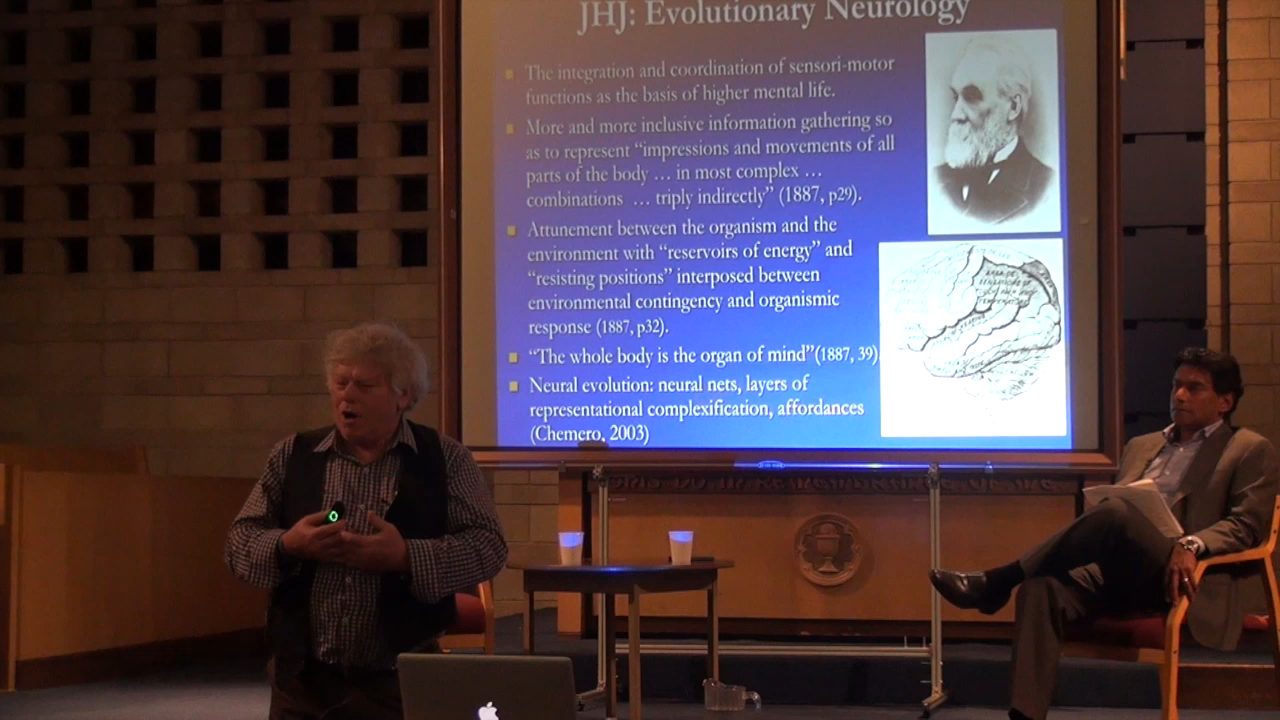 JHJ: Evolutionary Neurology
The integration and coordination of sensori-motor
functions as the basis of higher mental life.
More and more inclusive information gathering so
as to represent “impressions and movements of all
parts of the body … in most complex …
combinations … triply indirectly” (1887, p29).
Attunement between the organism and the
environment with “reservoirs of energy” and
“resisting positions” interposed between
environmental contingency and organismic
response (1887, p32).
“The whole body is the organ of mind”(1887, 39)
Neural evolution: neural nets, layers of
representational complexification, affordances
(Chemero, 2003)